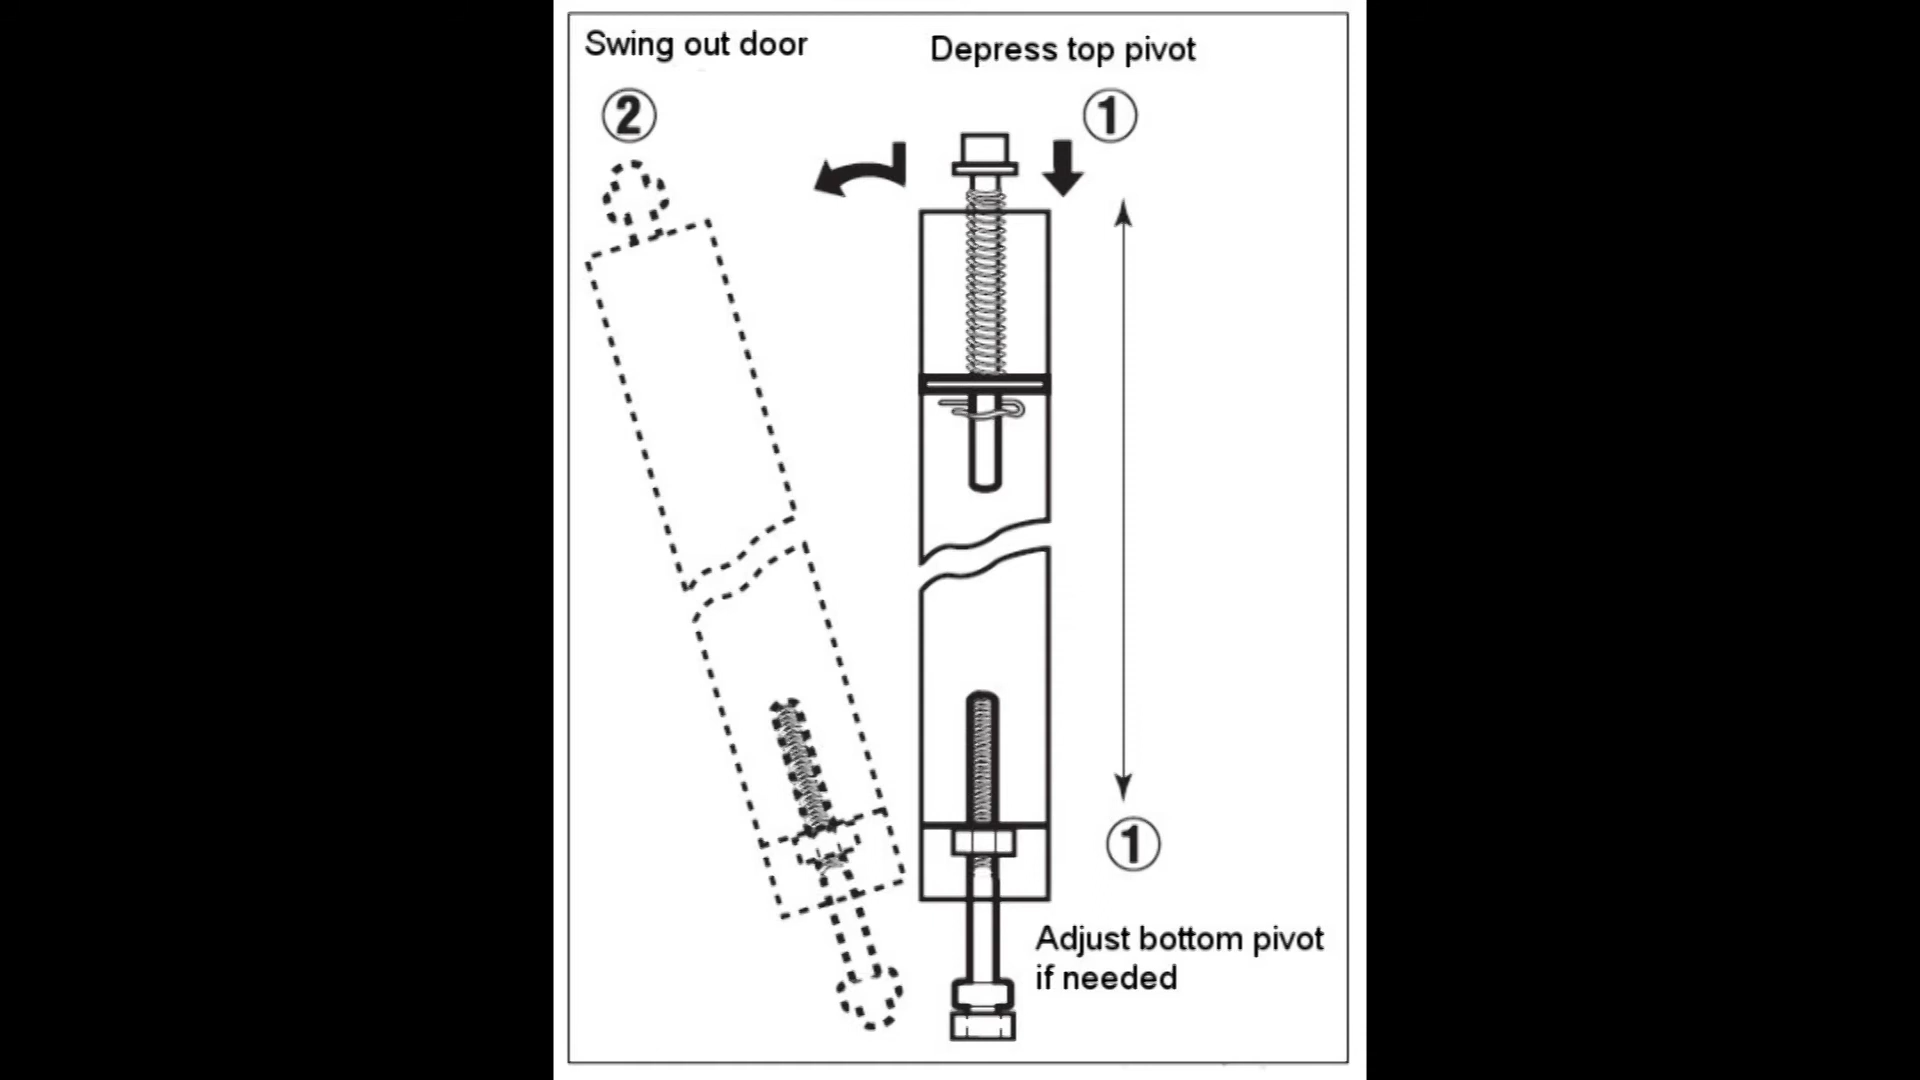 Swing out door
Depress top pivot
2
1
1
Adjust bottom pivot
if needed